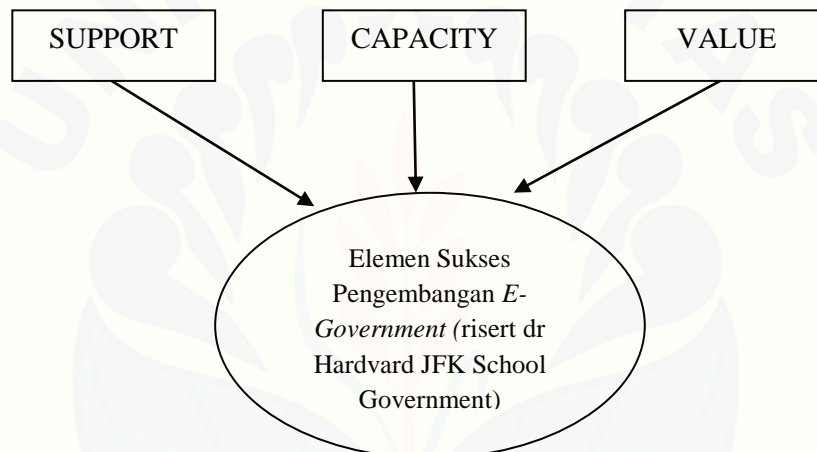 SUPPORT
CAPACITY
VALUE
Elemen Sukses
Pengembangan E-
Government (risert dr
Hardvard JFK School
Government)